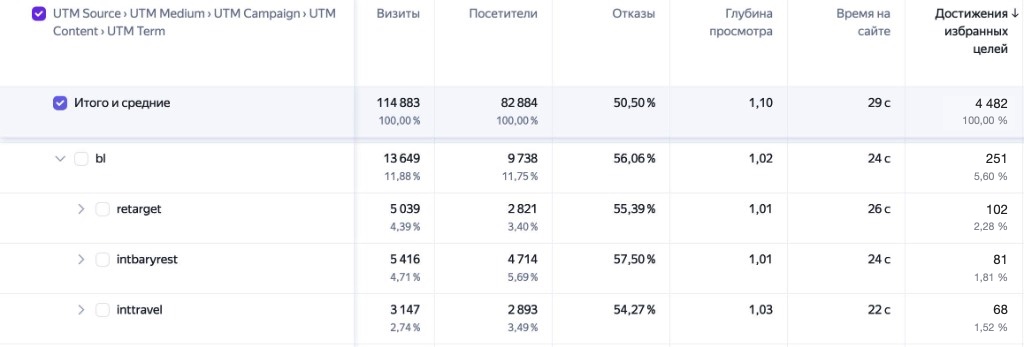 UTM Source › UTM Medium › UTM Campaign › UTM Content › UTM Term
Визиты
Посетители
Отказы
Глубина просмотра
Время на сайте
Достижения избранных целей ↓
Итого и средние 114 883 82 884 50,50 % 1,10 29 с 4 482
100,00 % 100,00 % 100,00 %
bl 13 649 9 738 56,06 % 1,02 24 с 251
11,88 % 11,75 % 5,60 %
retarget 5 039 2 821 55,39 % 1,01 26 с 102
4,39 % 3,40 % 2,28 %
intbaryrest 5 416 4 714 57,50 % 1,01 24 с 81
4,71 % 5,69 % 1,81 %
inttravel 3 147 2 893 54,27 % 1,03 22 с 68
2,74 % 3,49 % 1,52 %